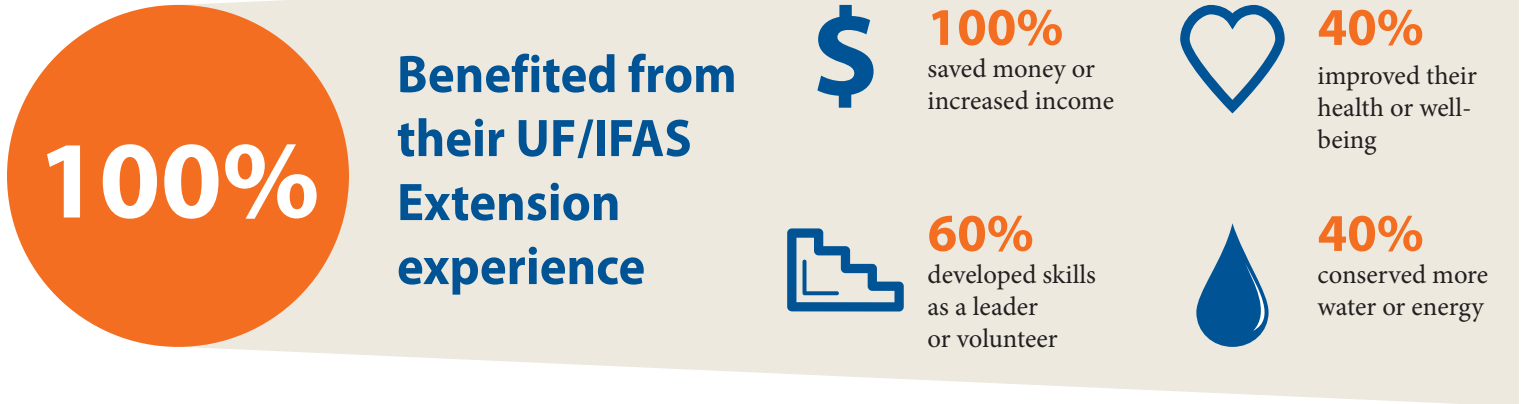 100%
Benefited from
their UF/IFAS
Extension
experience
$
100%
saved money or
increased income
40%
improved their
health or well-
being
60%
developed skills
as a leader
or volunteer
40%
conserved more
water or energy